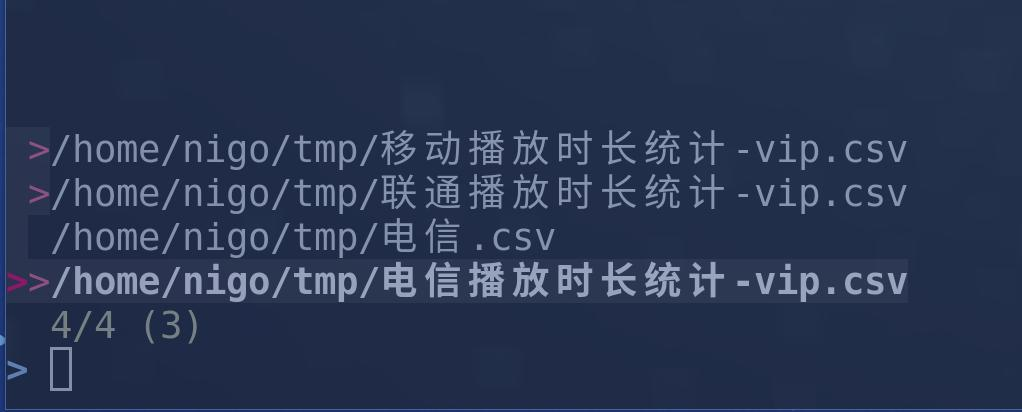 >/home/nigo/tmp/移动播放时长统计-vip.csv
>/home/nigo/tmp/联通播放时长统计-vip.csv
/home/nigo/tmp/电信.csv
>>/home/nigo/tmp/电信播放时长统计-vip.csv
4/4 (3)
>